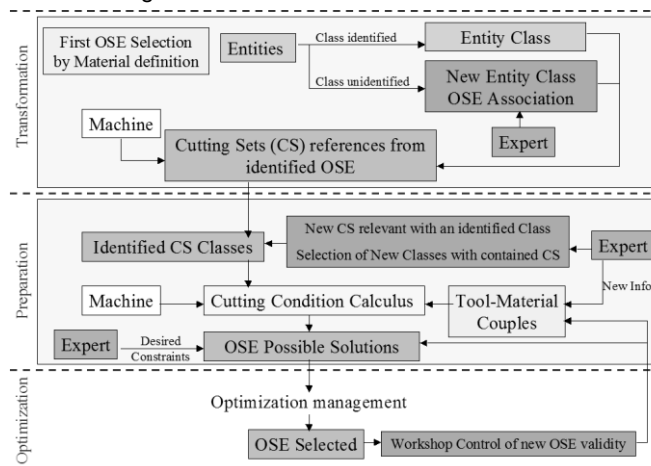 First OSE Selection
by Material definition
Entities
Class identified
Entity Class
Class unidentified
New Entity Class
OSE Association
Transformation
Machine
Expert
Cutting Sets (CS) references from
identified OSE
New CS relevant with an identified Class
Selection of New Classes with contained CS
Expert
Identified CS Classes
Preparation
New Info
Machine
Cutting Condition Calculus
Tool-Material
Couples
Expert
Desired
Constraints
OSE Possible Solutions
Optimization
Optimization management
OSE Selected
Workshop Control of new OSE validity